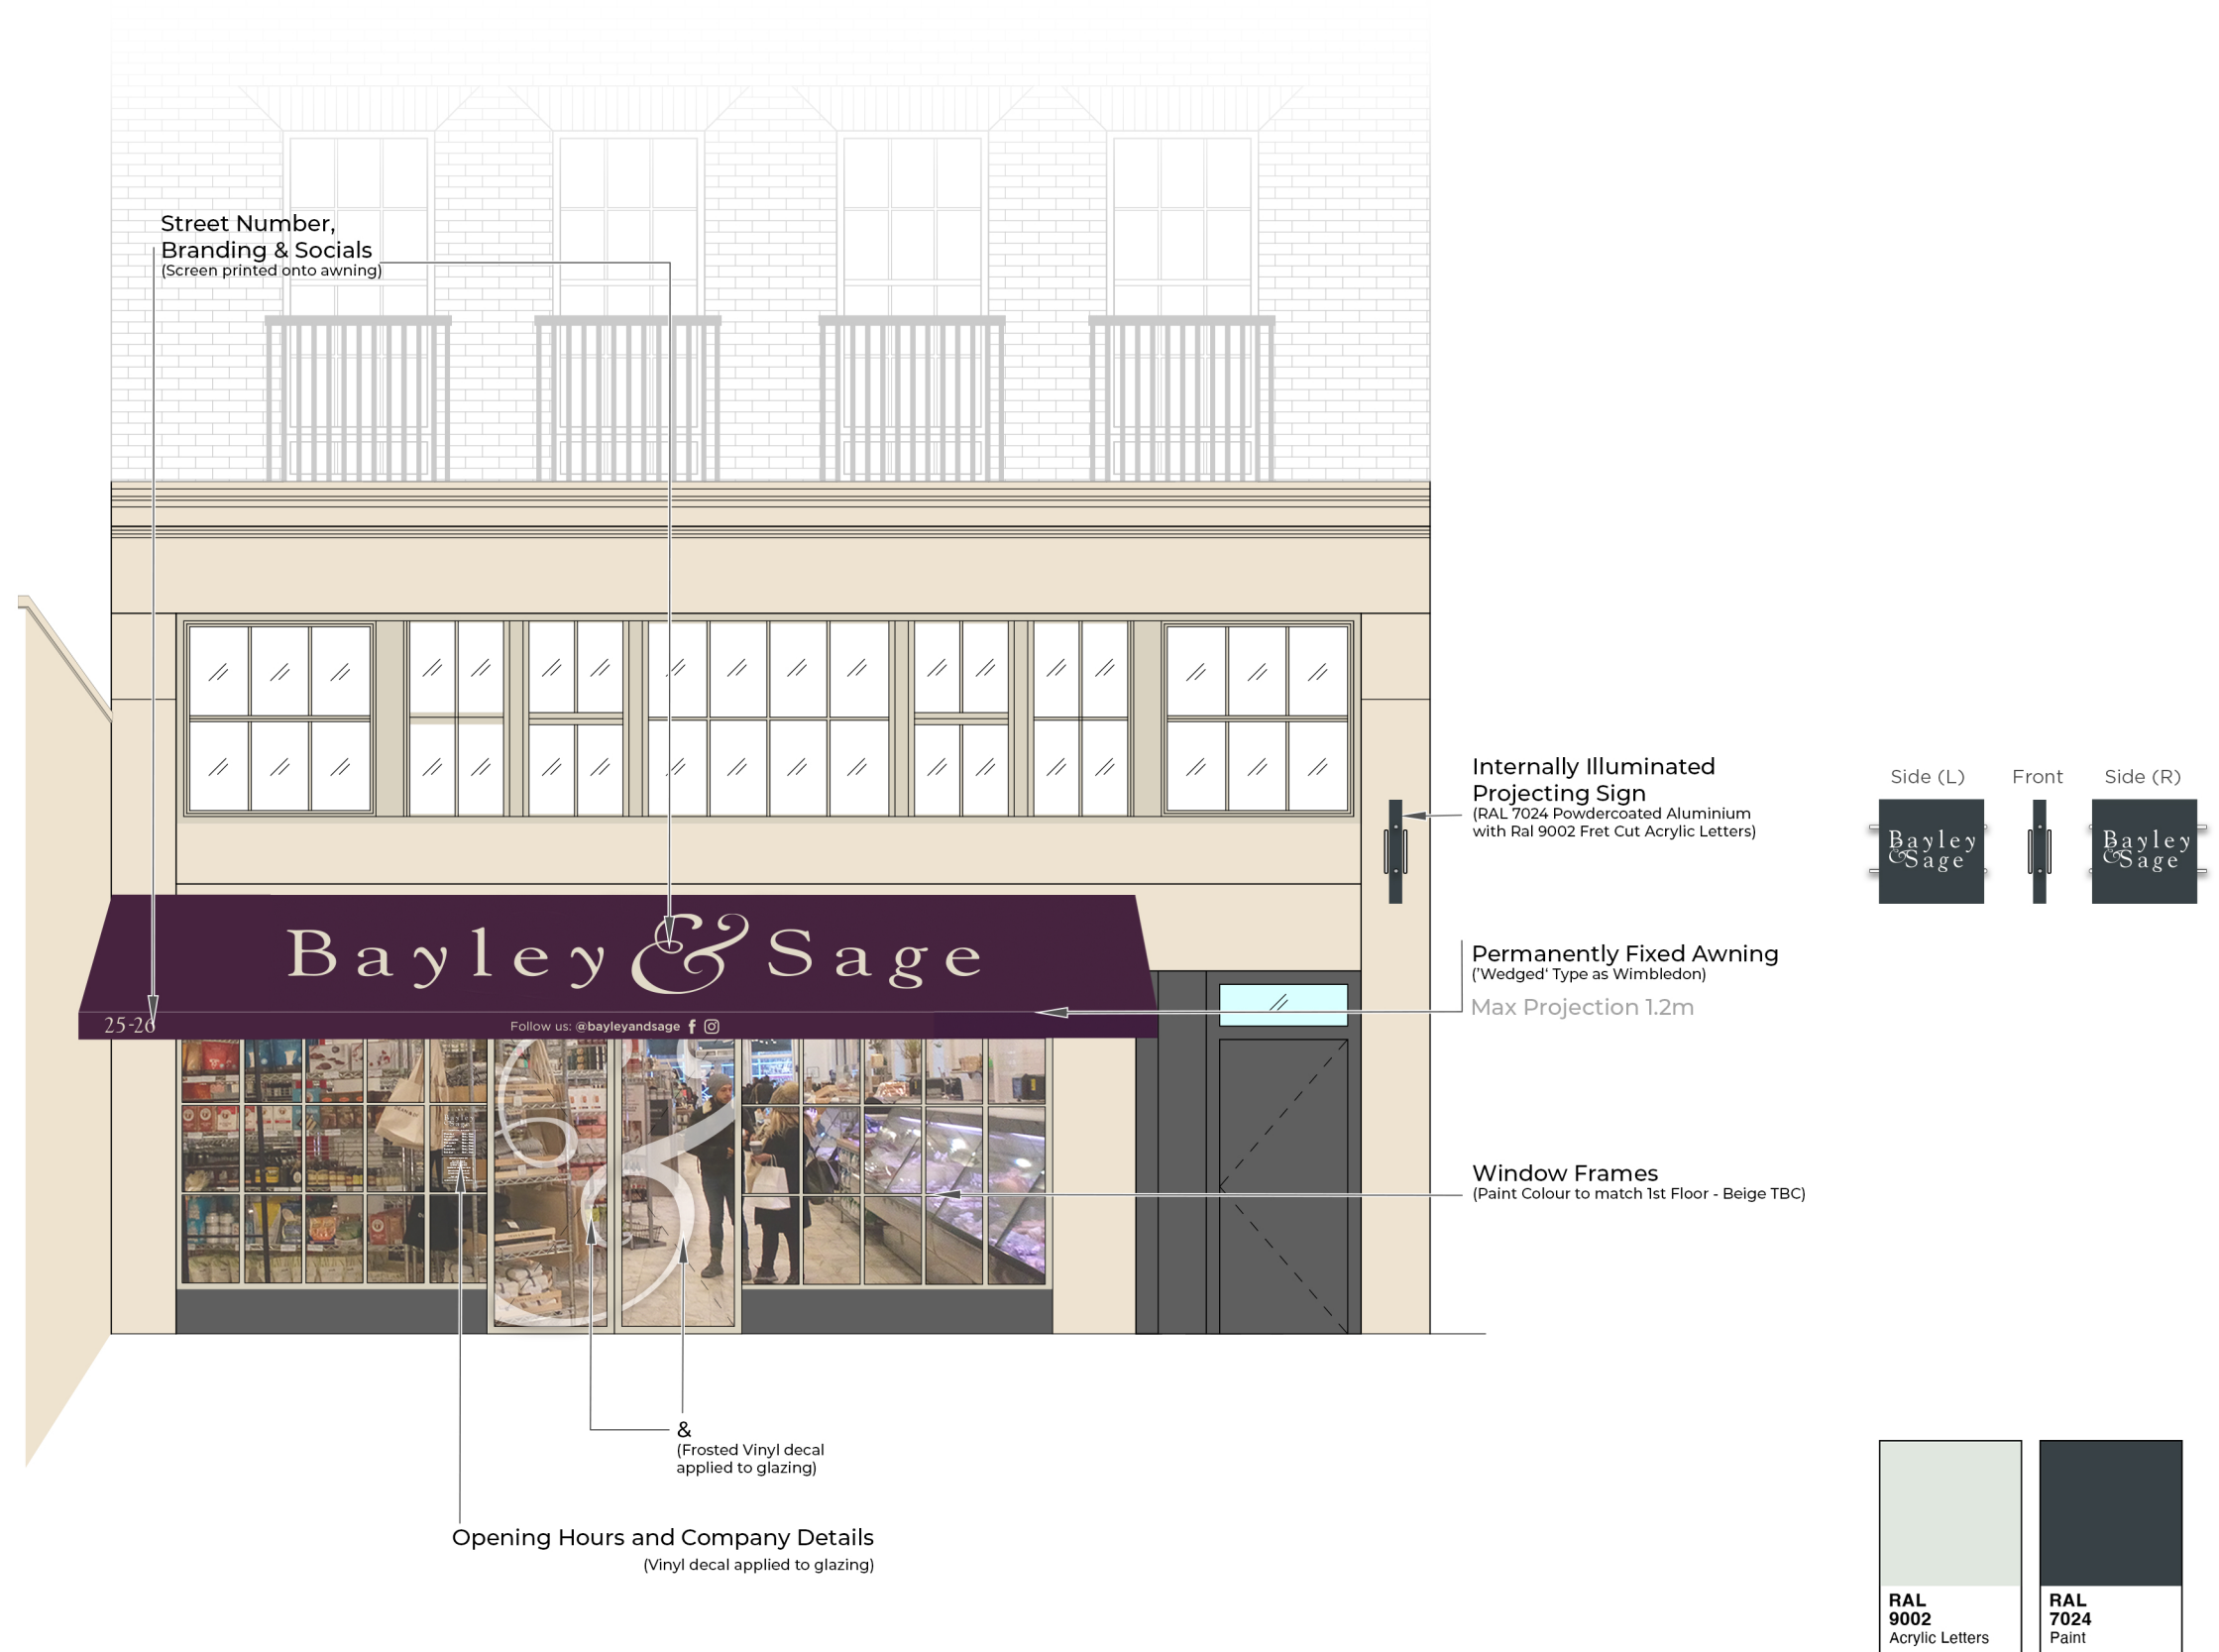 Street Number,
Branding & Socials
(Screen printed onto awning)
Internally Illuminated
Projecting Sign
(RAL 7024 Powdercoated Aluminium
with Ral 9002 Fret Cut Acrylic Letters)
Side (L)
Front
Side (R)
Bayley
&Sage
Bayley
&Sage
Bayley & Sage
Permanently Fixed Awning
('Wedged' Type as Wimbledon)
Max Projection 1.2m
25-26
Follow us: @bayleyandsage
Window Frames
(Paint Colour to match 1st Floor - Beige TBC)
&
&
(Frosted Vinyl decal
applied to glazing)
Opening Hours and Company Details
(Vinyl decal applied to glazing)
RAL
9002
Acrylic Letters
RAL
7024
Paint